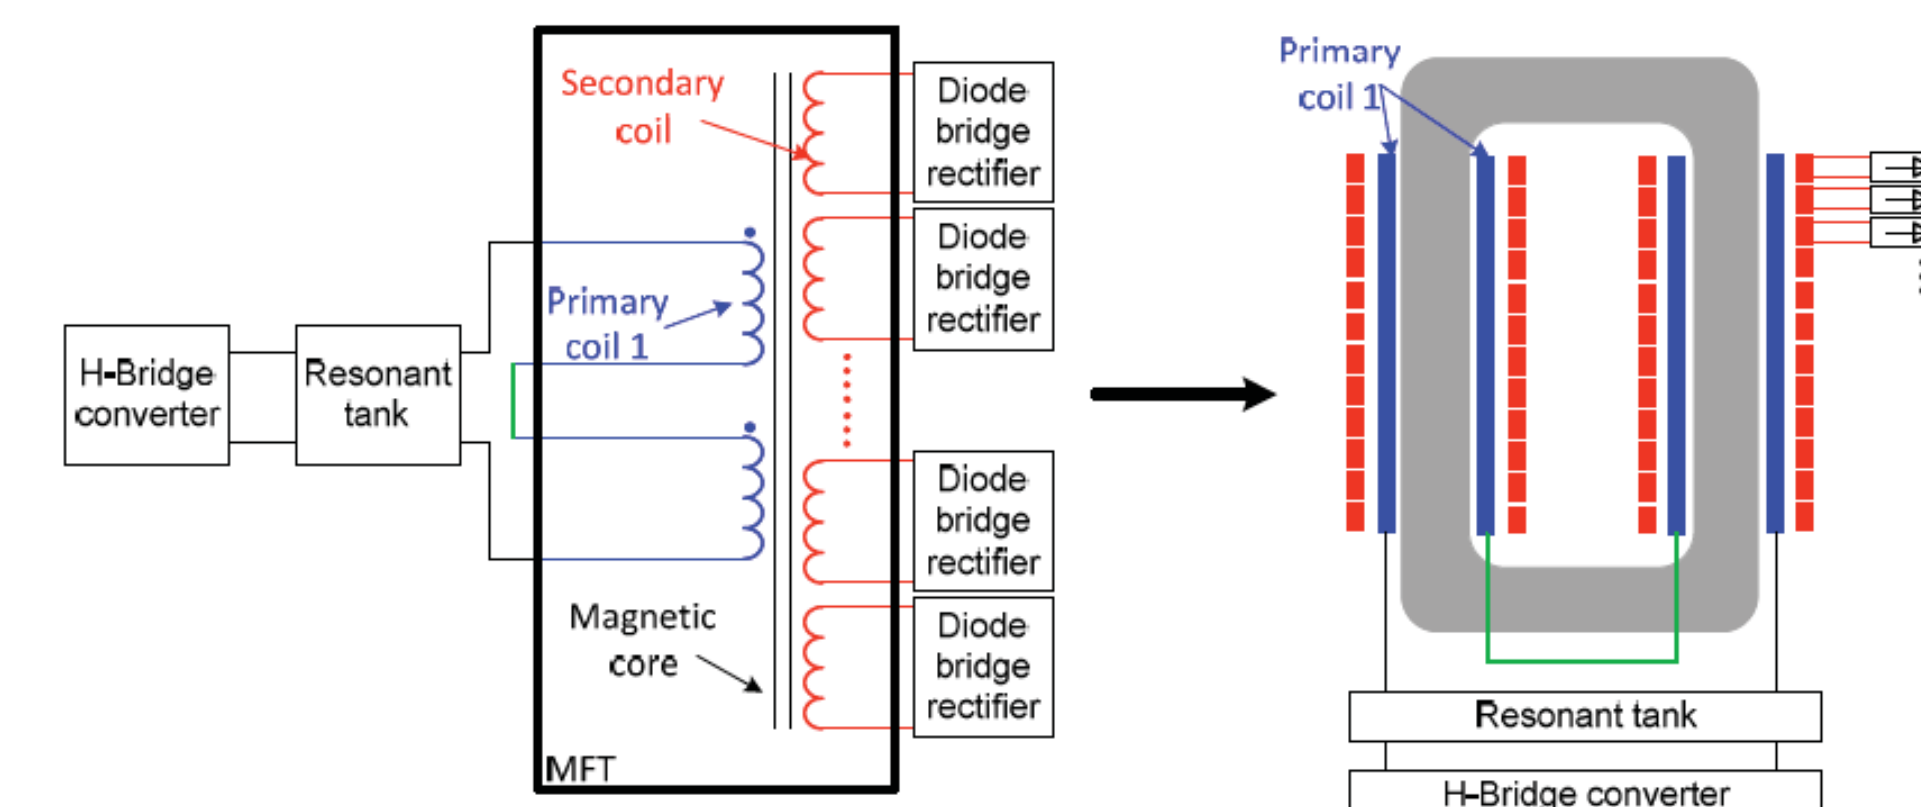 Secondary
coil
Primary
coil 1
H-Bridge
converter
Resonant
tank
Magnetic
core
MFT
Diode
bridge
rectifier
Diode
bridge
rectifier
Diode
bridge
rectifier
Diode
bridge
rectifier
Primary
coil 1
Resonant tank
H-Bridge converter